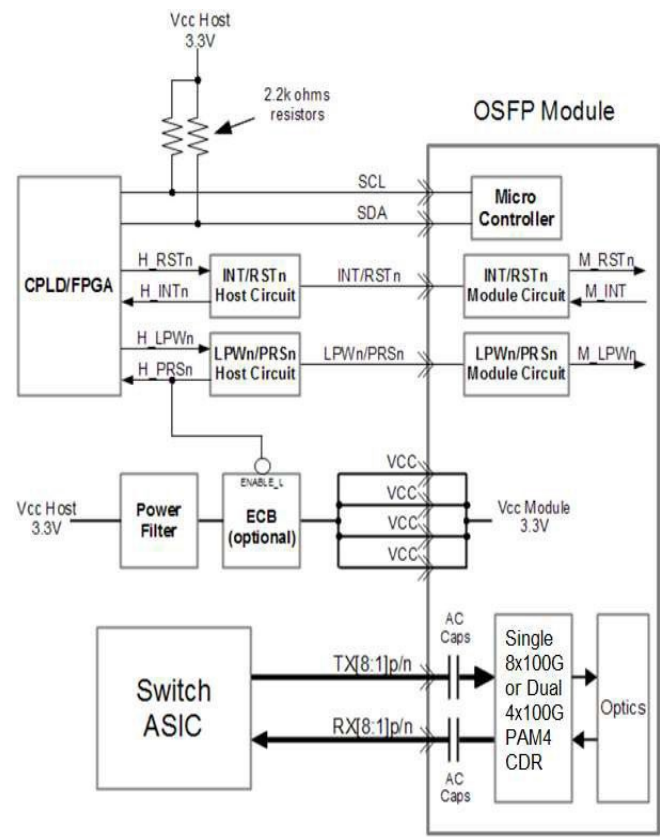 Vcc Host
3.3V
2.2k ohms
resistors
OSFP Module
SCL
SDA
Micro
Controller
CPLD/FPGA
H_RSTn
H_INTn
INT/RSTn
Host Circuit
INT/RSTn
INT/RSTn
Module Circuit
M_RSTn
M_INT
H_LPWn
H_PRSn
LPWn/PRSn
Host Circuit
LPWn/PRSn
LPWn/PRSn
Module Circuit
M_LPWn
ENABLE_L
Vcc Host
3.3V
Power
Filter
ECB
(optional)
VCC
VCC
VCC
VCC
Vcc Module
3.3V
Switch
ASIC
TX[8:1]p/n
RX[8:1]p/n
AC
Caps
AC
Caps
Single
8x100G
or Dual
4x100G
PAM4
CDR
Optics